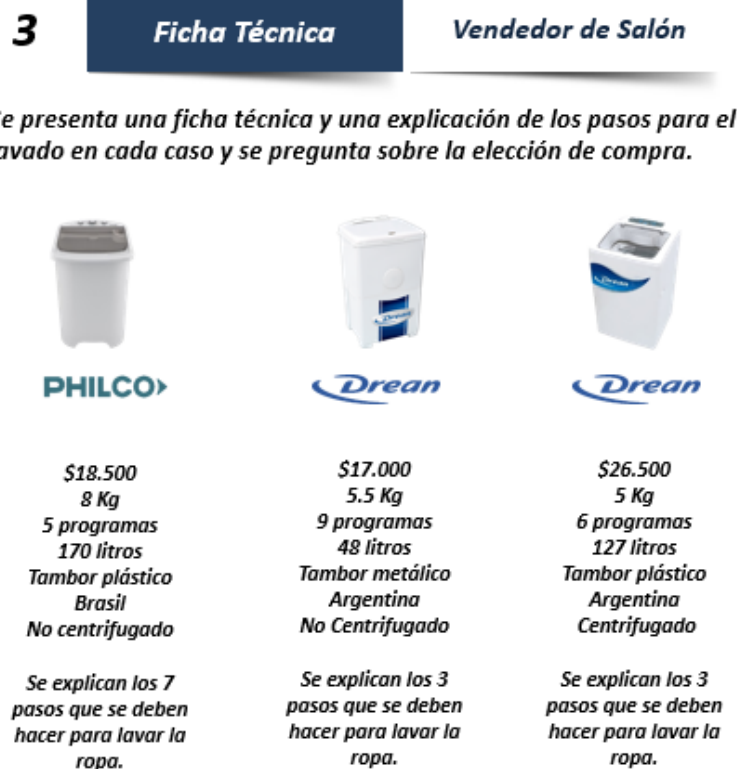 3
Ficha Técnica
Vendedor de Salón
e presenta una ficha técnica y una explicación de los pasos para el
avado en cada caso y se pregunta sobre la elección de compra.
Drean
Drean
PHILCO
Drean
Drean
$18.500
8 Kg
5 programas
170 litros
Tambor plástico
Brasil
No centrifugado
Se explican los 7
pasos que se deben
hacer para lavar la
ropa.
$17.000
5.5 Kg
9 programas
48 litros
Tambor metálico
Argentina
No Centrifugado
Se explican los 3
pasos que se deben
hacer para lavar la
ropa.
$26.500
5 Kg
6 programas
127 litros
Tambor plástico
Argentina
Centrifugado
Se explican los 3
pasos que se deben
hacer para lavar la
ropa.